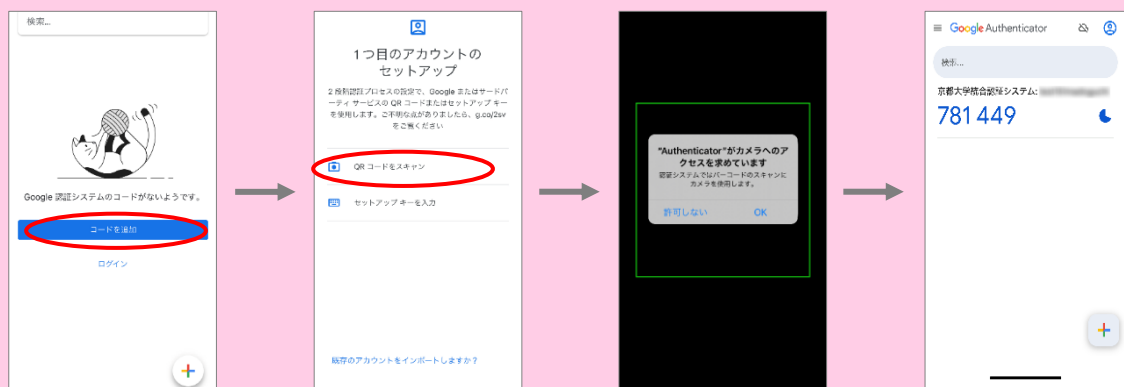 検索...
Google 認証システムのコードがないようです。
コードを追加
ログイン
1つ目のアカウントの
セットアップ
2 段階認証プロセスの設定で、Google またはサードパ
ーティ サービスの QR コードまたはセットアップ キー
を使用します。ご不明な点がありましたら、g.co/2sv
をご覧ください
QR コードをスキャン
セットアップ キーを入力
既存のアカウントをインポートしますか?
"Authenticator"がカメラへのア
クセスを求めています
認証システムではバーコードのスキャンに
カメラを使用します。
許可しない
OK
Google Authenticator
検索...
京都大学統合認証システム:
781 449